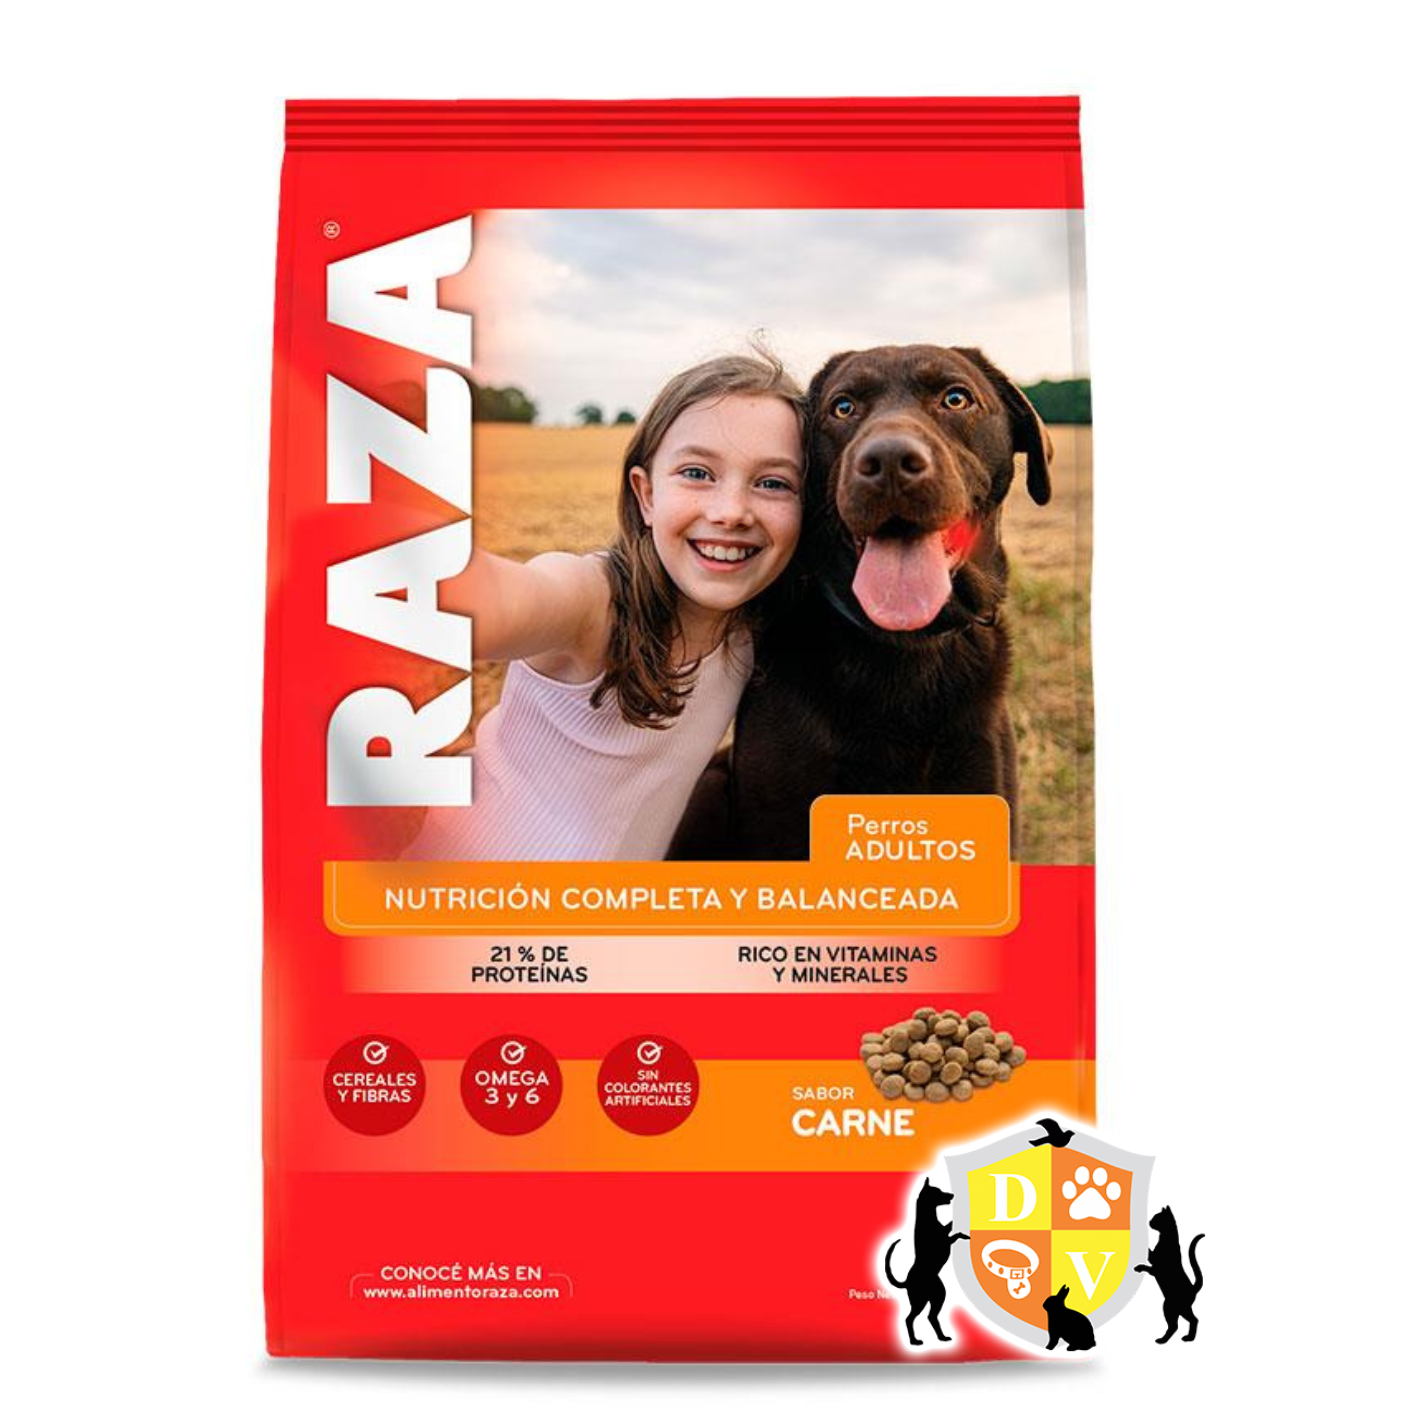 RAZA®
Perros
ADULTOS
NUTRICIÓN COMPLETA Y BALANCEADA
21 % DE
PROTEÍNAS
RICO EN VITAMINAS
Y MINERALES
CEREALES
Y FIBRAS
OMEGA
3 y 6
SIN
COLORANTES
ARTIFICIALES
SABOR
CARNE
CONOCÉ MÁS EN
www.alimentoraza.com
Peso
D
V